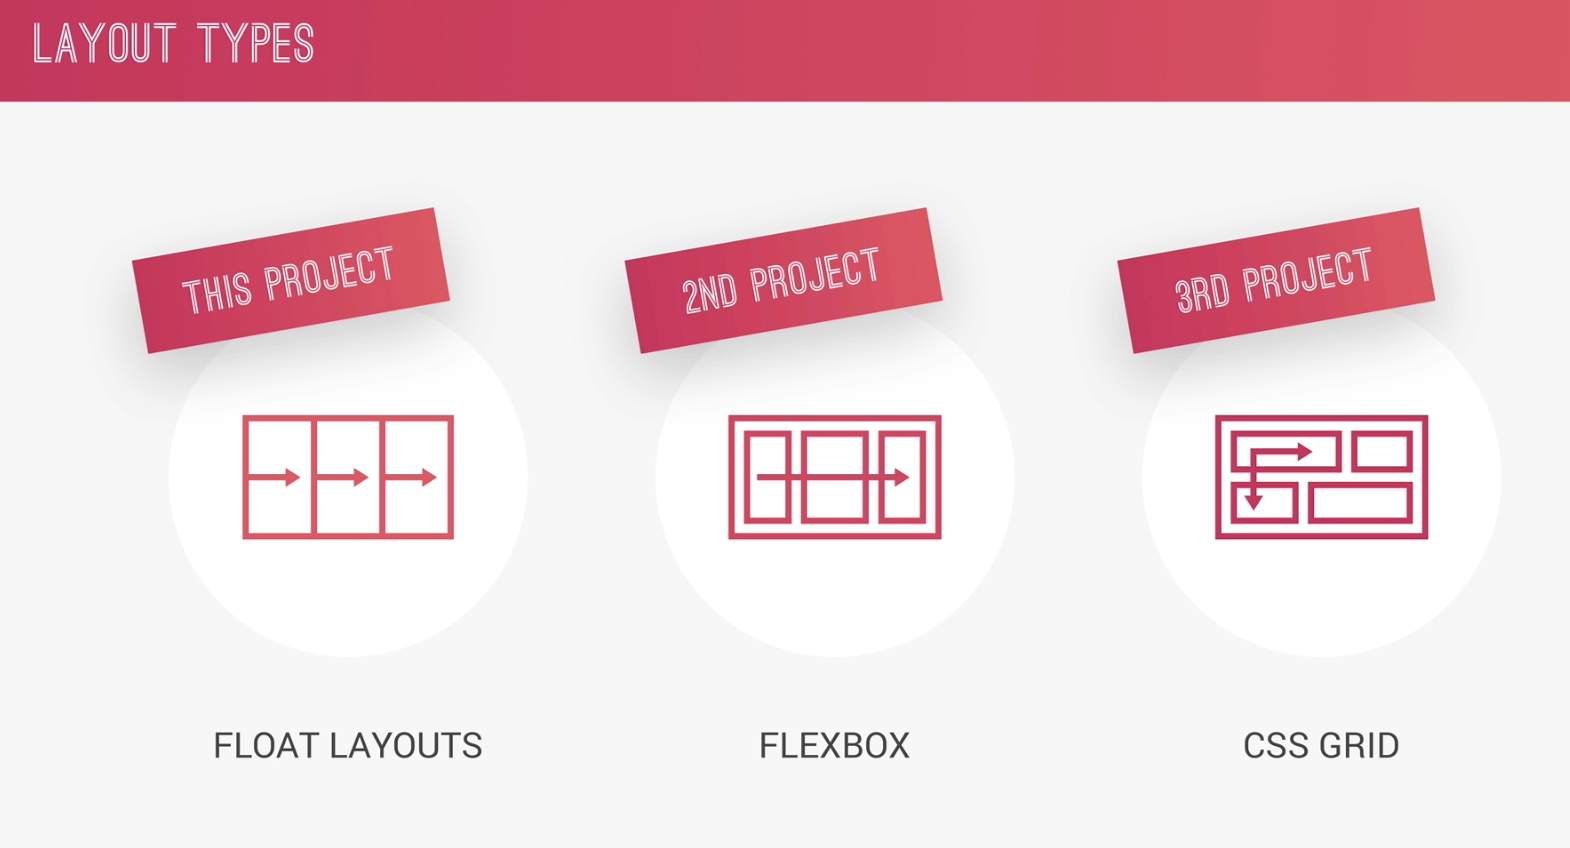 LAYOUT TYPES
THIS PROJECT
2ND PROJECT
3RD PROJECT
FLOAT LAYOUTS
FLEXBOX
CSS GRID